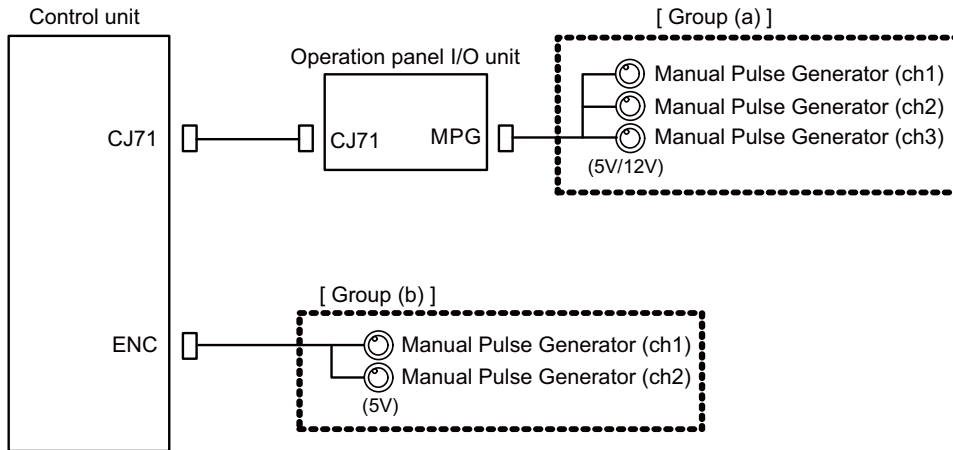 Control unit
[ Group (a) ]
Operation panel I/O unit
Manual Pulse Generator (ch1)
Manual Pulse Generator (ch2)
CJ71
CJ71
MPG
Manual Pulse Generator (ch3)
(5V/12V)
[ Group (b) ]
ENC
Manual Pulse Generator (ch1)
Manual Pulse Generator (ch2)
(5V)